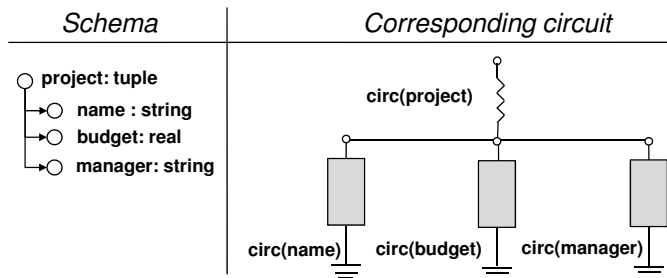 Schema
Corresponding circuit
project: tuple
name : string
budget: real
manager: string
circ(project)
circ(name)
circ(budget)
circ(manager)